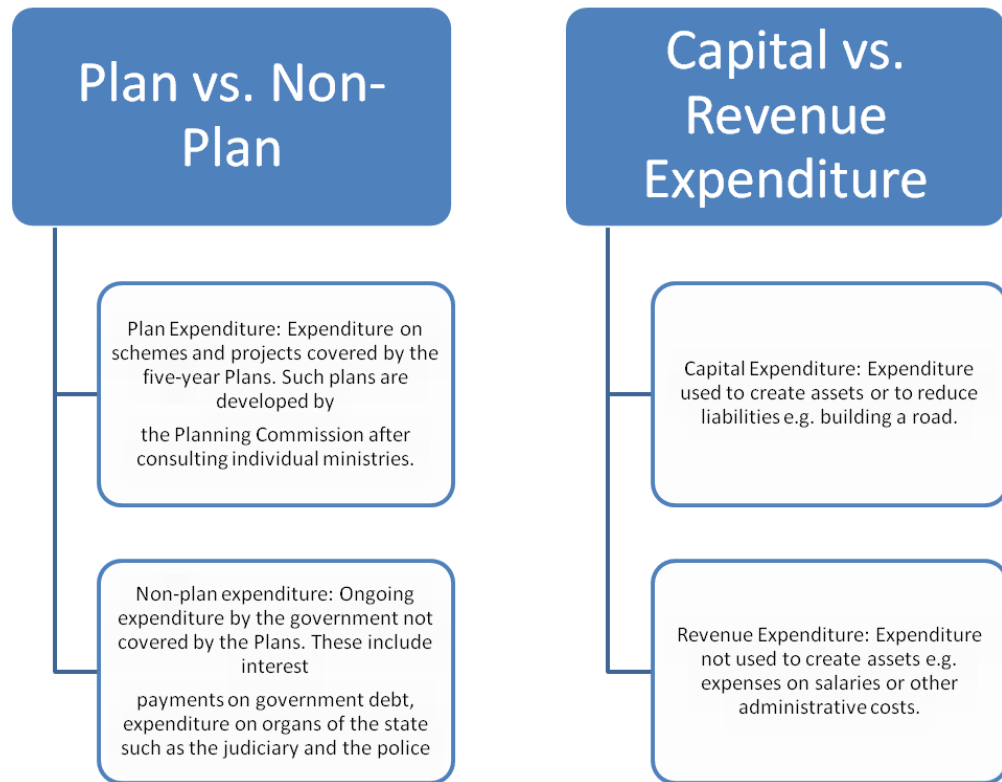 Plan vs. Non-
Plan
Plan Expenditure: Expenditure on
schemes and projects covered by the
five-year Plans. Such plans are
developed by
the Planning Commission after
consulting individual ministries.
Non-plan expenditure: Ongoing
expenditure by the government not
covered by the Plans. These include
interest
payments on government debt,
expenditure on organs of the state
such as the judiciary and the police
Capital vs.
Revenue
Expenditure
Capital Expenditure: Expenditure
used to create assets or to reduce
liabilities e.g. building a road.
Revenue Expenditure: Expenditure
not used to create assets e.g.
expenses on salaries or other
administrative costs.